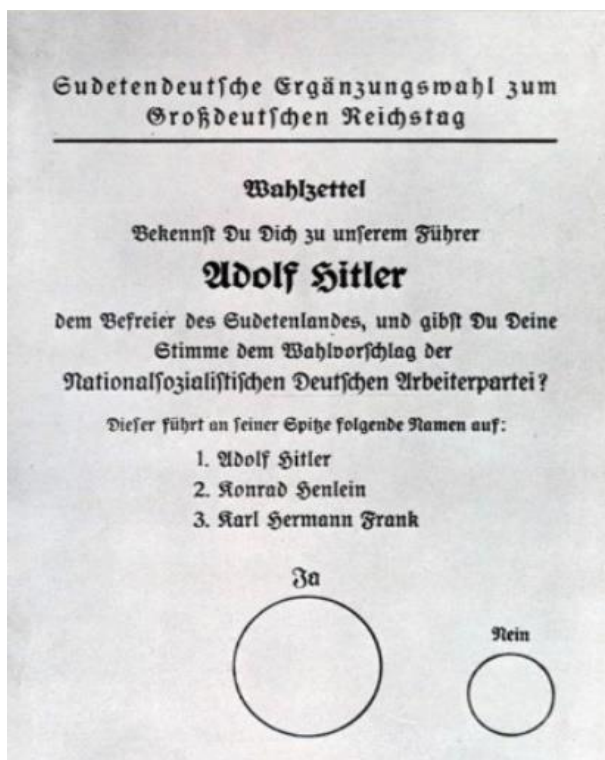 Sudetendeutsche Ergänzungswahl zum
Großdeutschen Reichstag
Wahlzettel
Bekennst Du Dich zu unserem Führer
Adolf Hitler
dem Befreier des Sudetenlandes, und gibst Du Deine
Stimme dem Wahlvorschlag der
Nationalsozialistischen Deutschen Arbeiterpartei?
Dieser führt an seiner Spitze folgende Namen auf:
1. Adolf Hitler
2. Konrad Henlein
3. Karl Hermann Frank
Ja
Nein